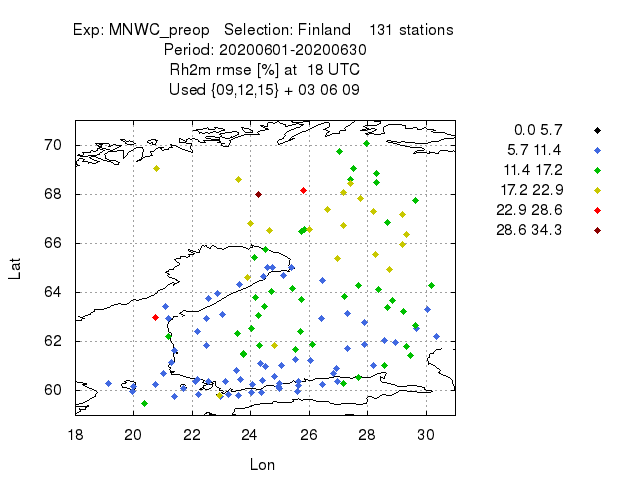 Exp: MNWC_preop   Selection: Finland    131 stations
Period: 20200601-20200630
Rh2m rmse [%] at  18 UTC
Used {09,12,15} + 03 06 09
0.0 5.7
5.7 11.4
11.4 17.2
17.2 22.9
22.9 28.6
28.6 34.3
70
68
66
64
62
60
Lat
18 20 22 24 26 28 30
Lon